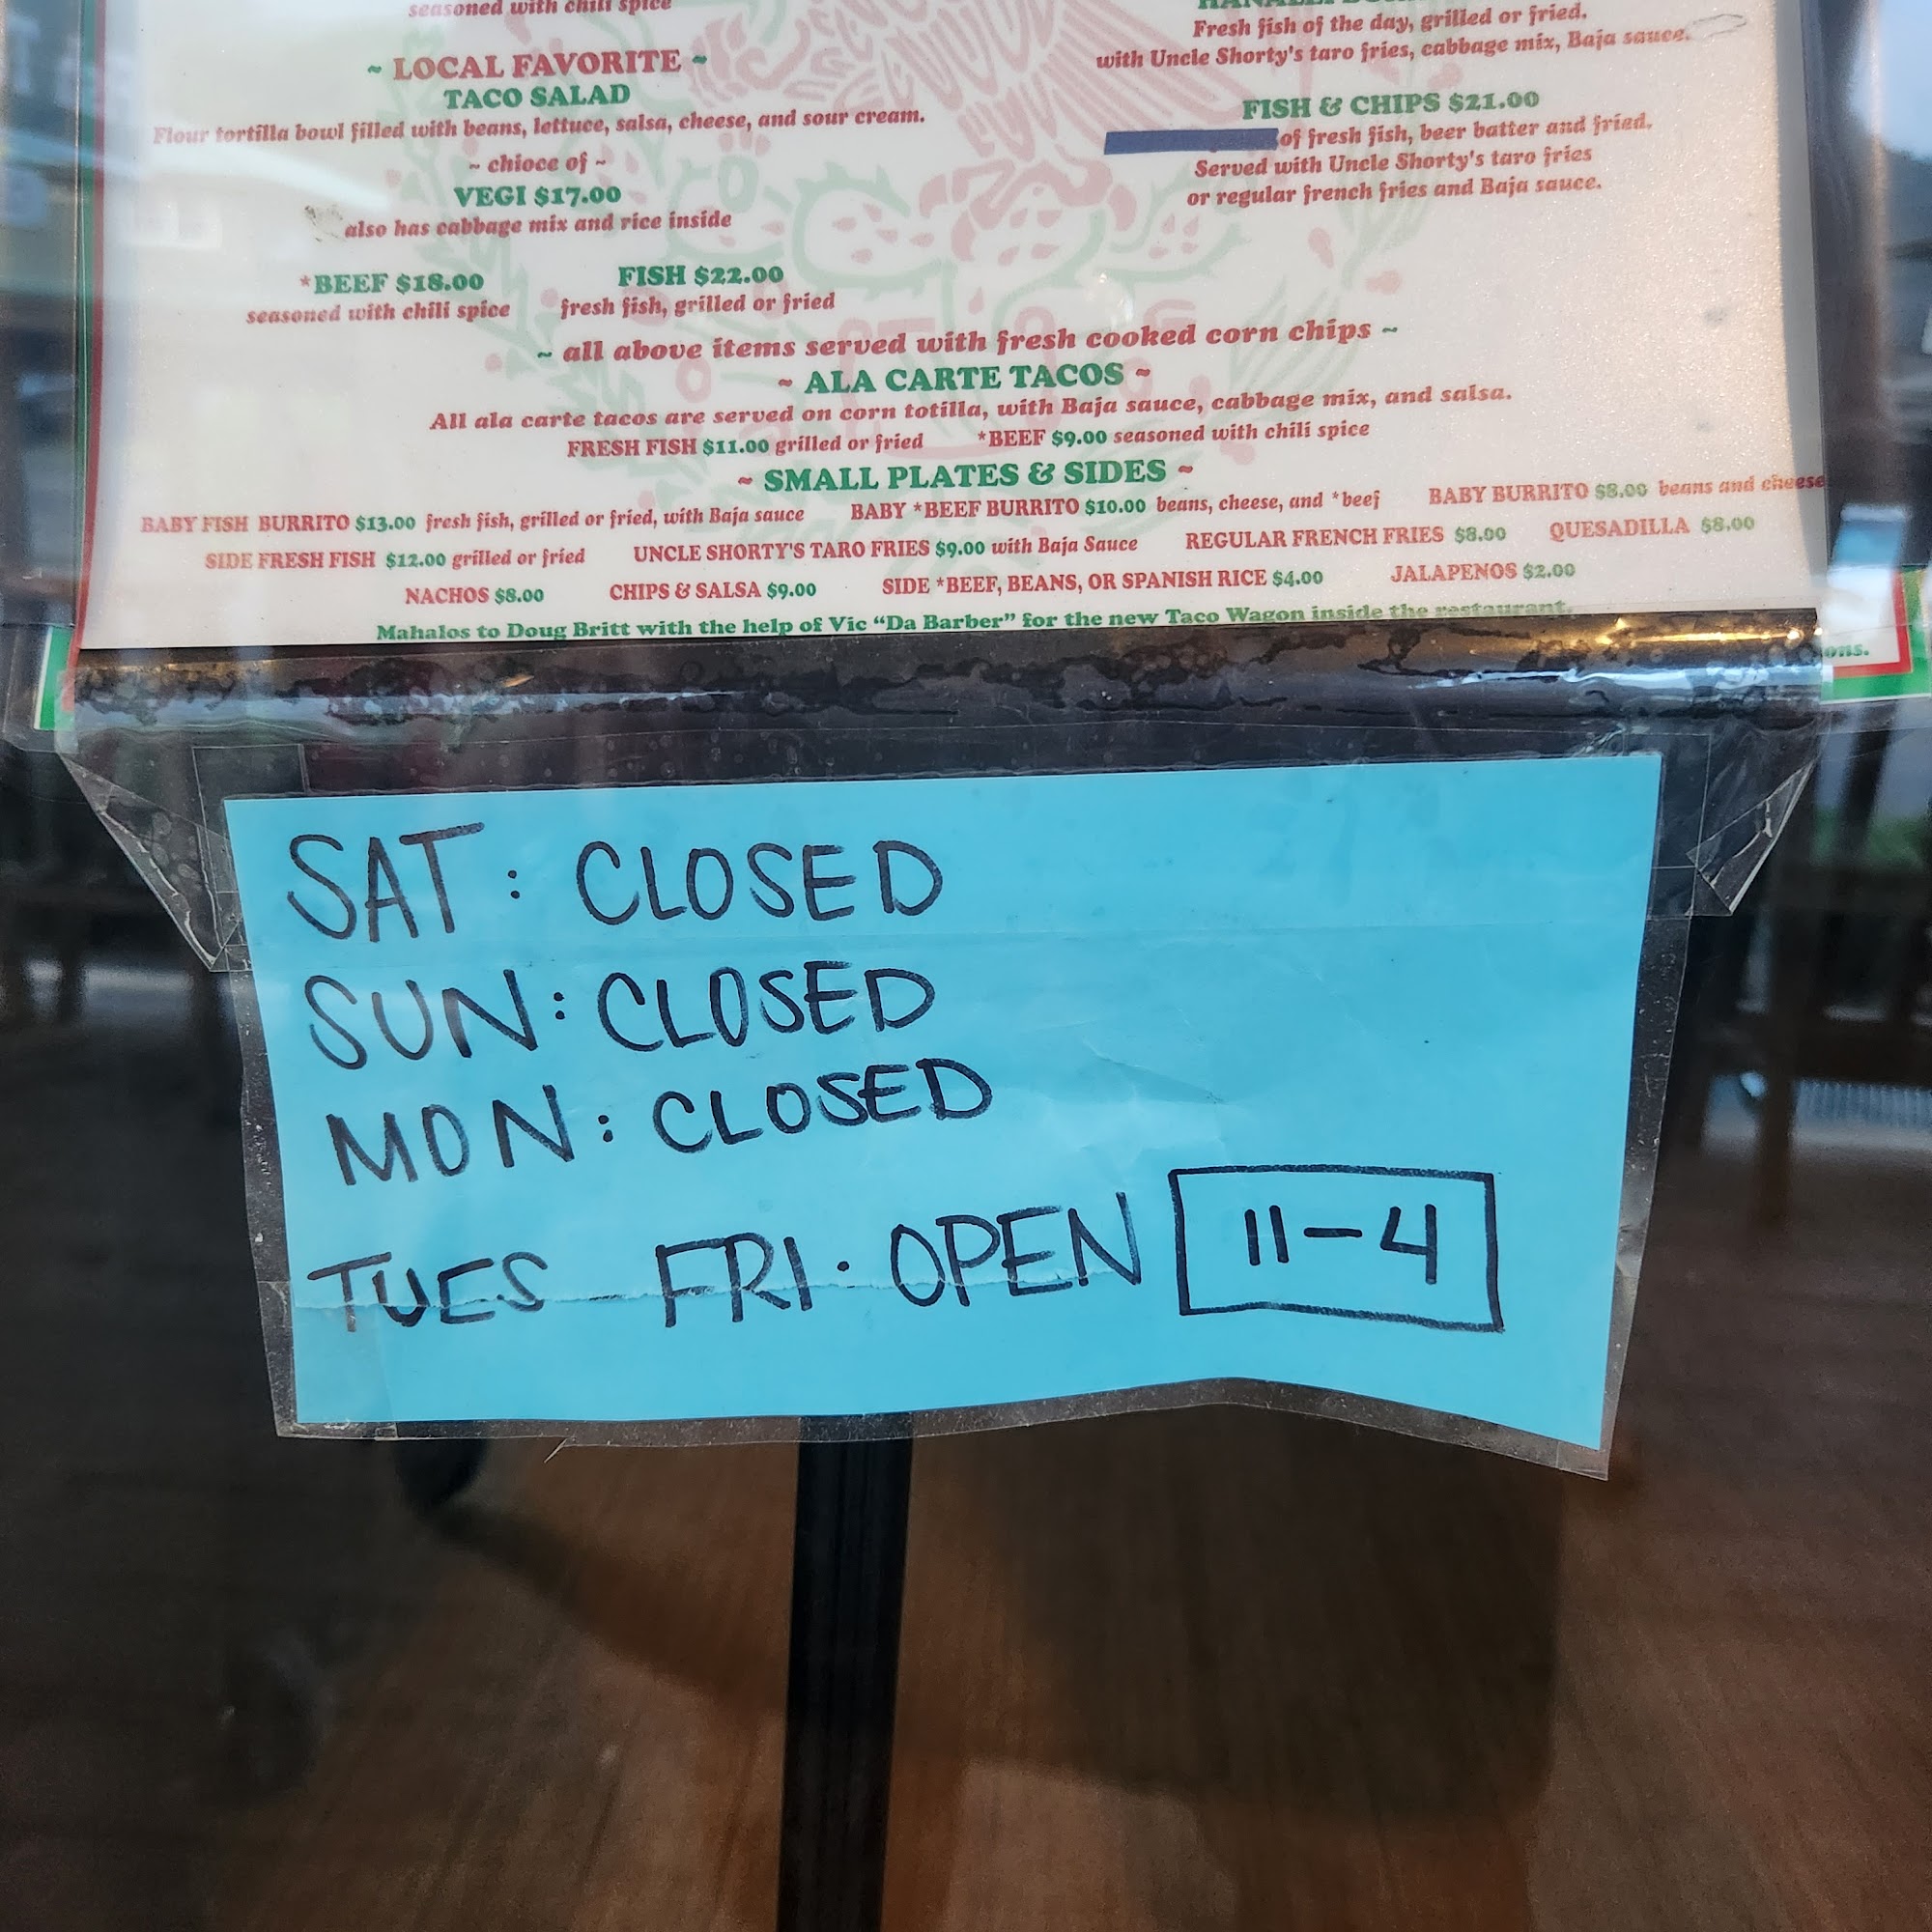 seasoned with chili spice
~ LOCAL FAVORITE ~
TACO SALAD
Flour tortilla bowl filled with beans, lettuce, salsa, cheese, and sour cream.
~ chioce of ~
VEGI $17.00
also has cabbage mix and rice inside
*BEEF $18.00
seasoned with chili spice
FISH $22.00
fresh fish, grilled or fried
Fresh fish of the day, grilled or fried.
with Uncle Shorty's taro fries, cabbage mix, Baja sauce.
FISH & CHIPS $21.00
of fresh fish, beer batter and fried.
Served with Uncle Shorty's taro fries
or regular french fries and Baja sauce.
~ all above items served with fresh cooked corn chips ~
~ ALA CARTE TACOS ~
All ala carte tacos are served on corn totilla, with Baja sauce, cabbage mix, and salsa.
FRESH FISH $11.00 grilled or fried *BEEF $9.00 seasoned with chili spice
~ SMALL PLATES & SIDES ~
BABY FISH BURRITO $13.00 fresh fish, grilled or fried, with Baja sauce BABY *BEEF BURRITO $10.00 beans, cheese, and *beef BABY BURRITO $8.00 beans and cheese
SIDE FRESH FISH $12.00 grilled or fried UNCLE SHORTY'S TARO FRIES $9.00 with Baja Sauce REGULAR FRENCH FRIES $8.00 QUESADILLA $8.00
NACHOS $8.00 CHIPS & SALSA $9.00 SIDE *BEEF, BEANS, OR SPANISH RICE $4.00 JALAPENOS $2.00
Mahalos to Doug Britt with the help of Vic “Da Barber” for the new Taco Wagon inside the restaurant.
ons.
SAT: CLOSED
SUN: CLOSED
MON: CLOSED
TUES - FRI: OPEN 11-4